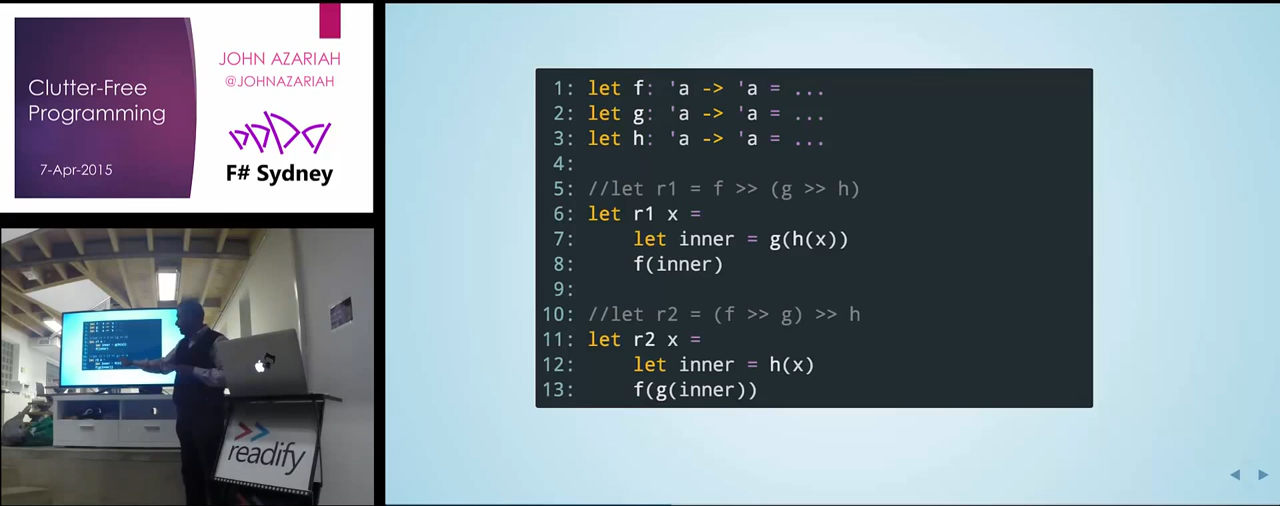 Clutter-Free
Programming
7-Apr-2015
JOHN AZARIAH
@JOHNAZARIAH
F# Sydney
readify
1: let f: 'a -> 'a = ...
2: let g: 'a -> 'a = ...
3: let h: 'a -> 'a = ...
4:
5: //let r1 = f >> (g >> h)
6: let r1 x =
7:     let inner = g(h(x))
8:     f(inner)
9:
10: //let r2 = (f >> g) >> h
11: let r2 x =
12:     let inner = h(x)
13:     f(g(inner))